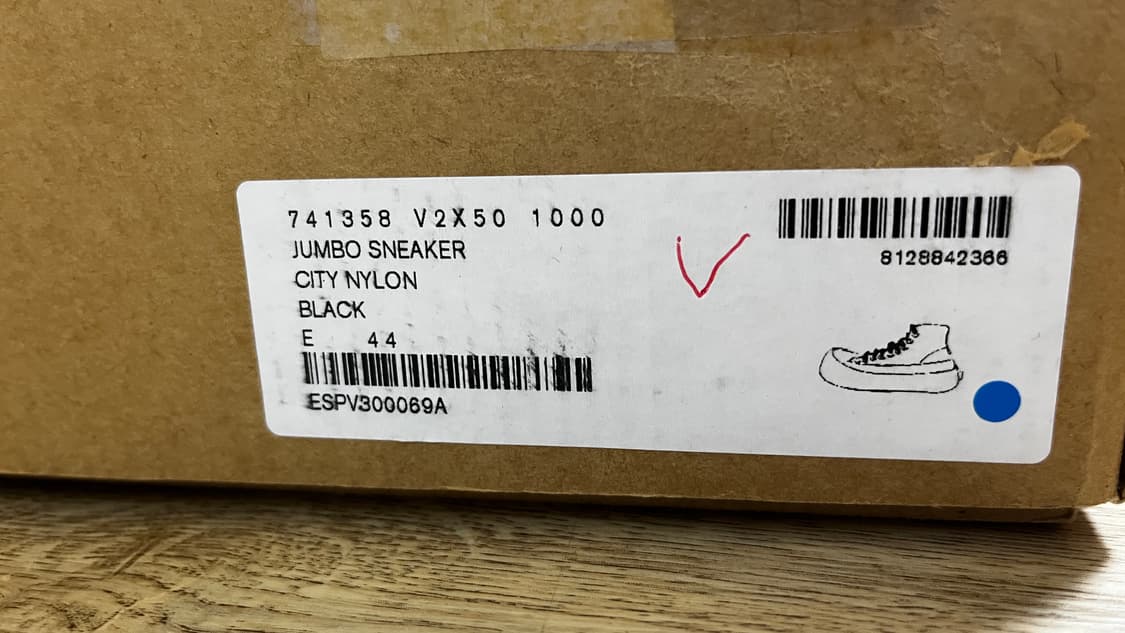 741358 V2X50 1000
JUMBO SNEAKER
CITY NYLON
BLACK
E 44
ESPV300069A
8128842366